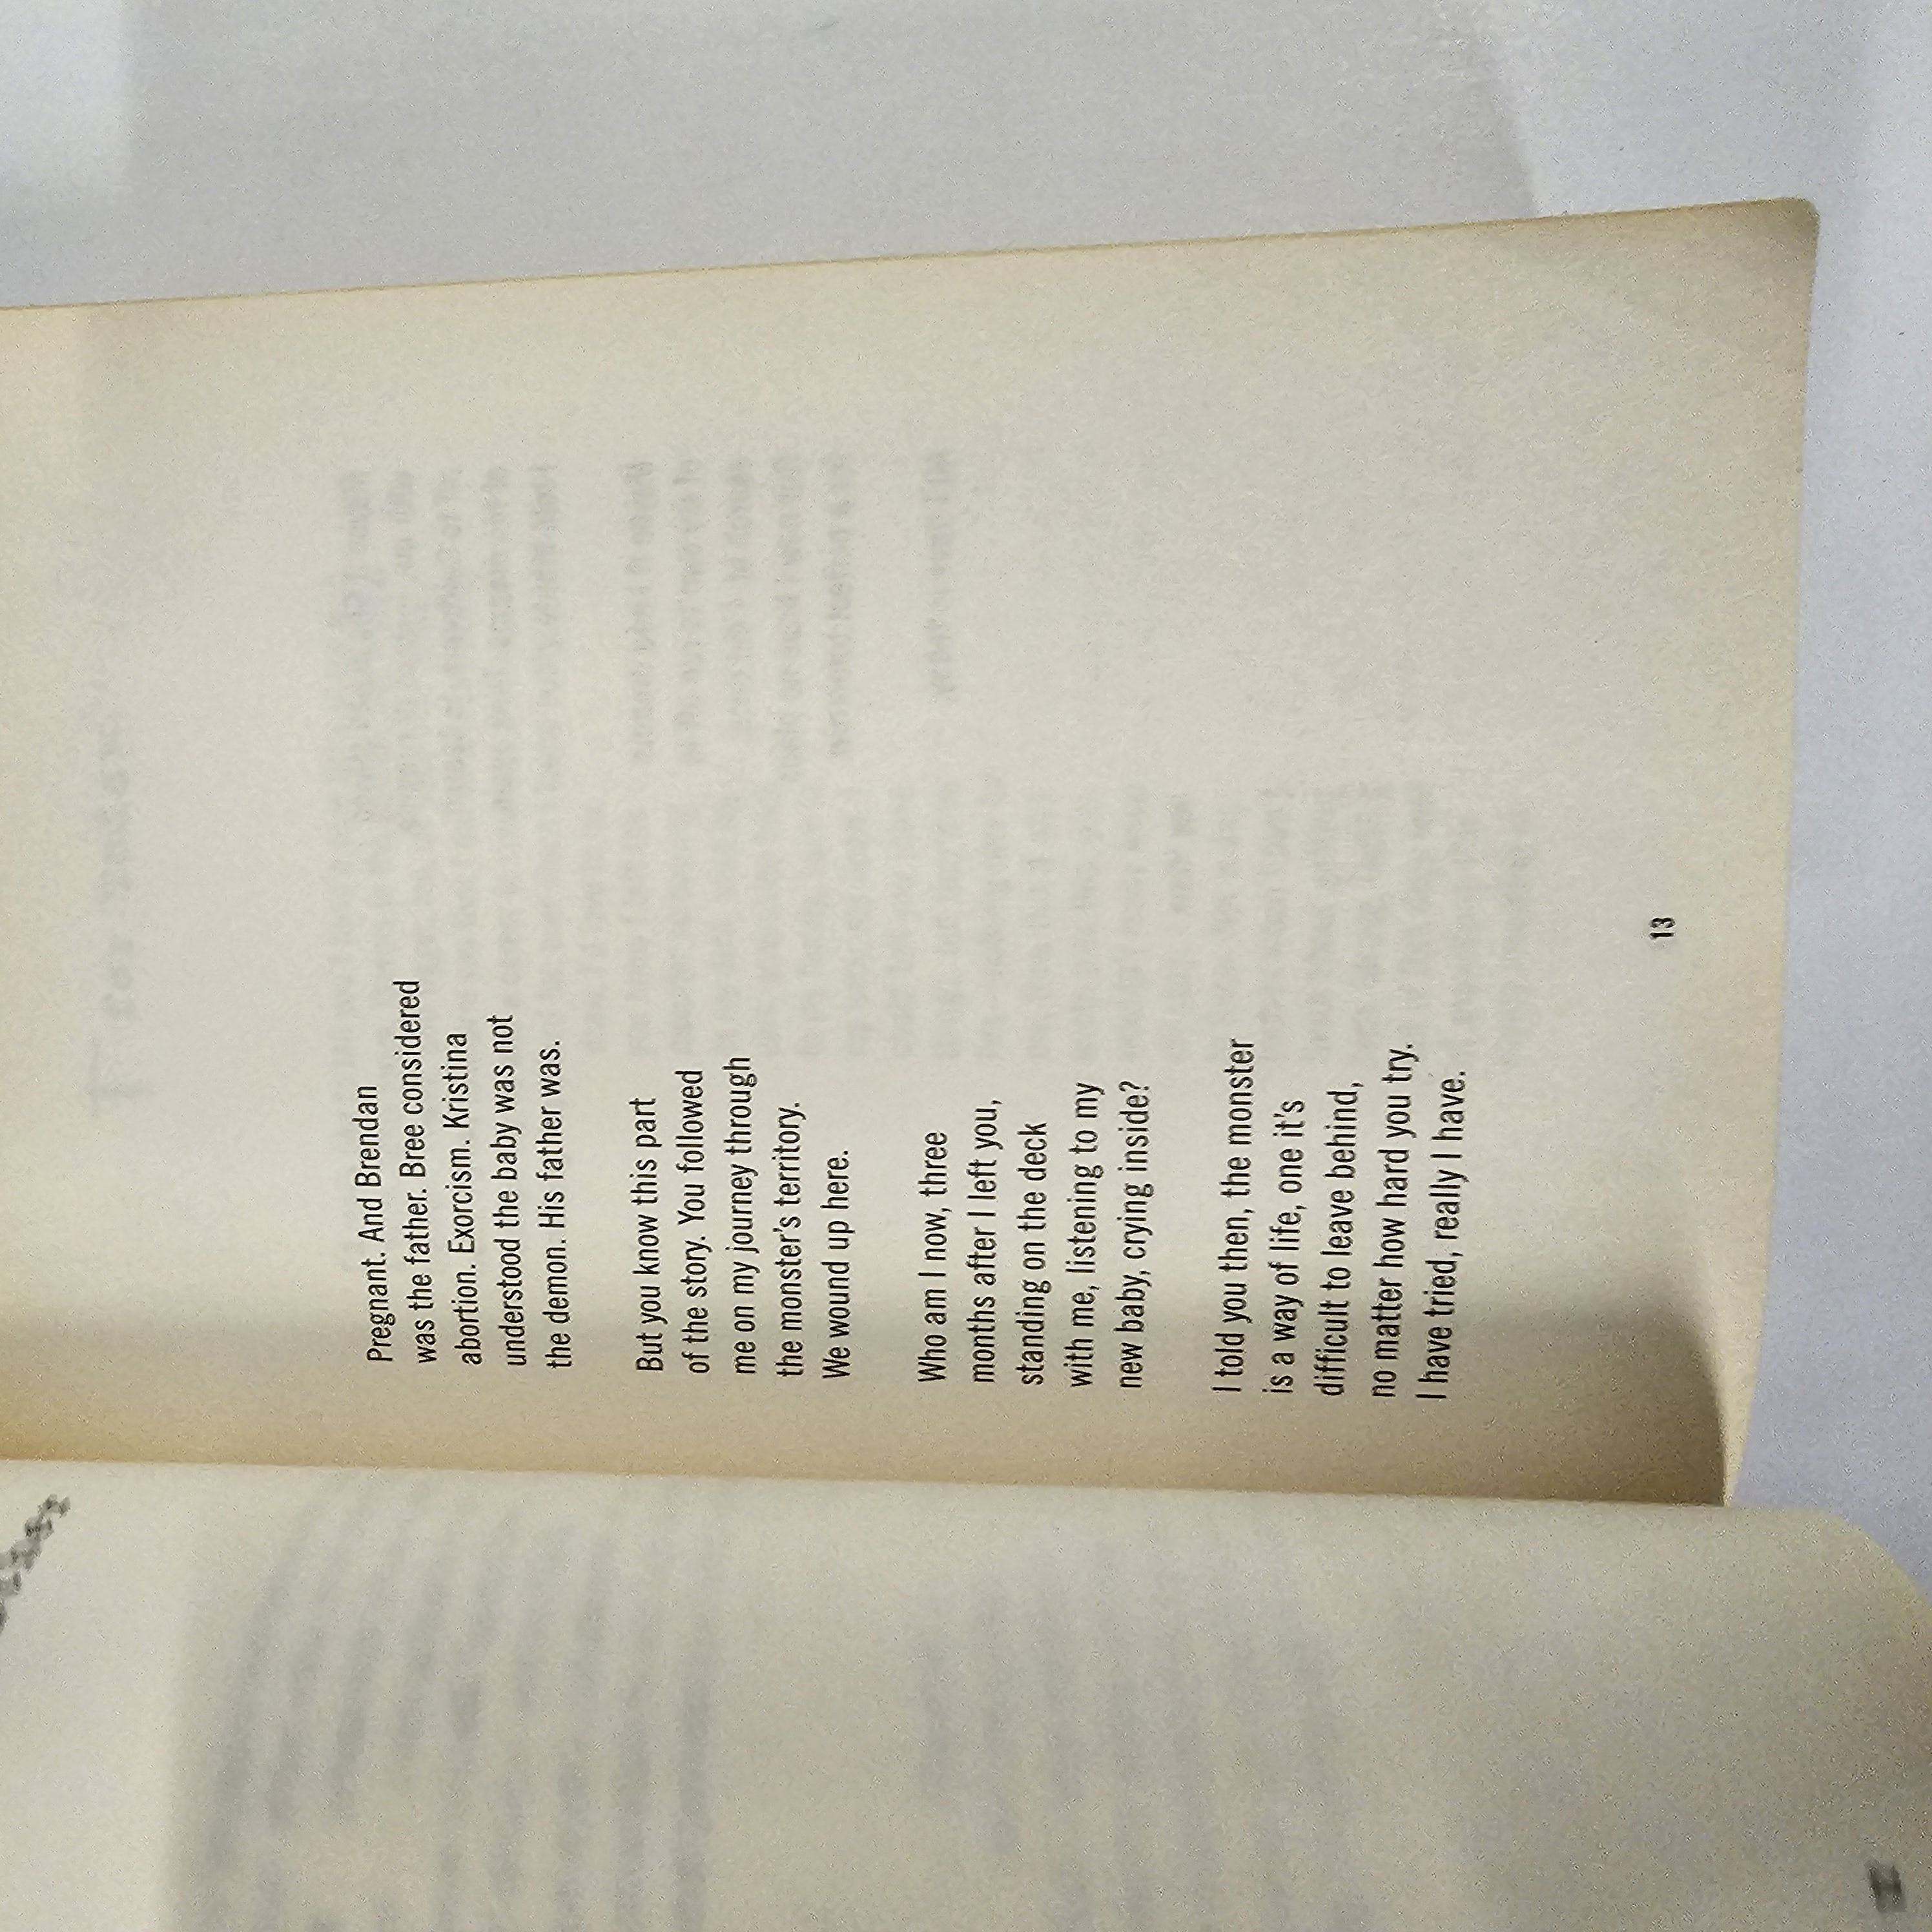 Pregnant. And Brendan
was the father. Bree considered
abortion. Exorcism. Kristina
understood the baby was not
the demon. His father was.
But you know this part
of the story. You followed
me on my journey through
the monster's territory.
We wound up here.
Who am I now, three
months after I left you,
standing on the deck
with me, listening to my
new baby, crying inside?
I told you then, the monster
is a way of life, one it's
difficult to leave behind,
no matter how hard you try.
I have tried, really I have.
13